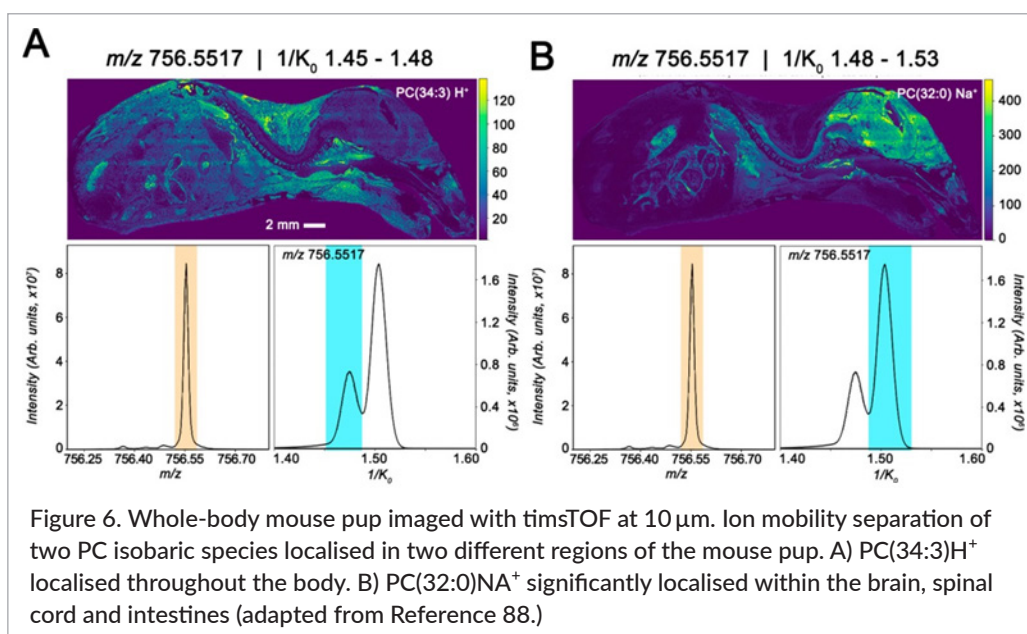 A
m/z 756.5517 | 1/K₀ 1.45 - 1.48
PC(34:3) H⁺
120
100
80
60
40
20
2 mm
Intensity (Arb. units, x10⁷)
8
6
4
2
0
756.25 756.40 756.55 756.70
m/z
m/z 756.5517
1.6
1.2
0.8
0.4
0
Intensity (Arb. units, x10⁶)
1.40 1.50 1.60
1/K₀
B
m/z 756.5517 | 1/K₀ 1.48 - 1.53
PC(32:0) Na⁺
400
300
200
100
0
Intensity (Arb. units, x10⁷)
8
6
4
2
0
756.25 756.40 756.55 756.70
m/z
m/z 756.5517
1.6
1.2
0.8
0.4
0
Intensity (Arb. units, x10⁶)
1.40 1.50 1.60
1/K₀
Figure 6. Whole-body mouse pup imaged with timsTOF at 10 µm. Ion mobility separation of
two PC isobaric species localised in two different regions of the mouse pup. A) PC(34:3)H⁺
localised throughout the body. B) PC(32:0)NA⁺ significantly localised within the brain, spinal
cord and intestines (adapted from Reference 88.)